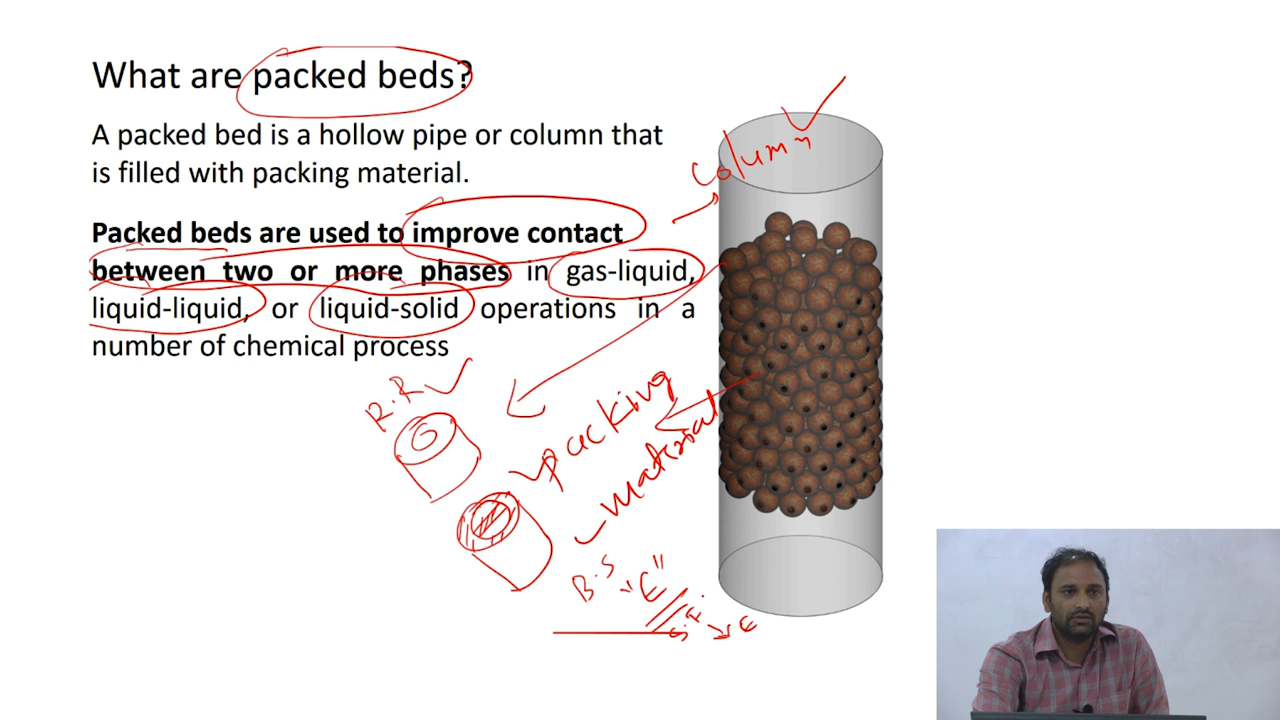 What are packed beds?
A packed bed is a hollow pipe or column that
is filled with packing material.
Packed beds are used to improve contact
between two or more phases in gas-liquid,
liquid-liquid, or liquid-solid operations in a
number of chemical process
Column
R.R
packing
material
B.S
"E"